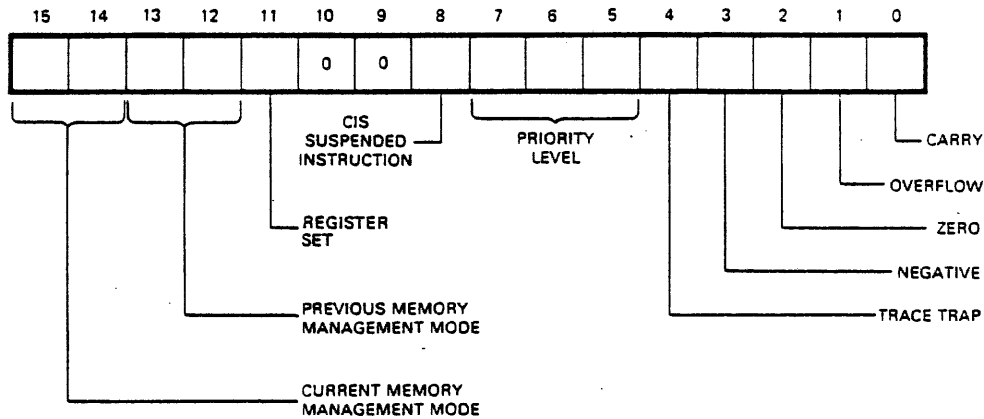 15 14 13 12 11 10 9 8 7 6 5 4 3 2 1 0
0 0
CIS
SUSPENDED
INSTRUCTION
PRIORITY
LEVEL
CARRY
OVERFLOW
REGISTER
SET
ZERO
NEGATIVE
PREVIOUS MEMORY
MANAGEMENT MODE
TRACE TRAP
CURRENT MEMORY
MANAGEMENT MODE